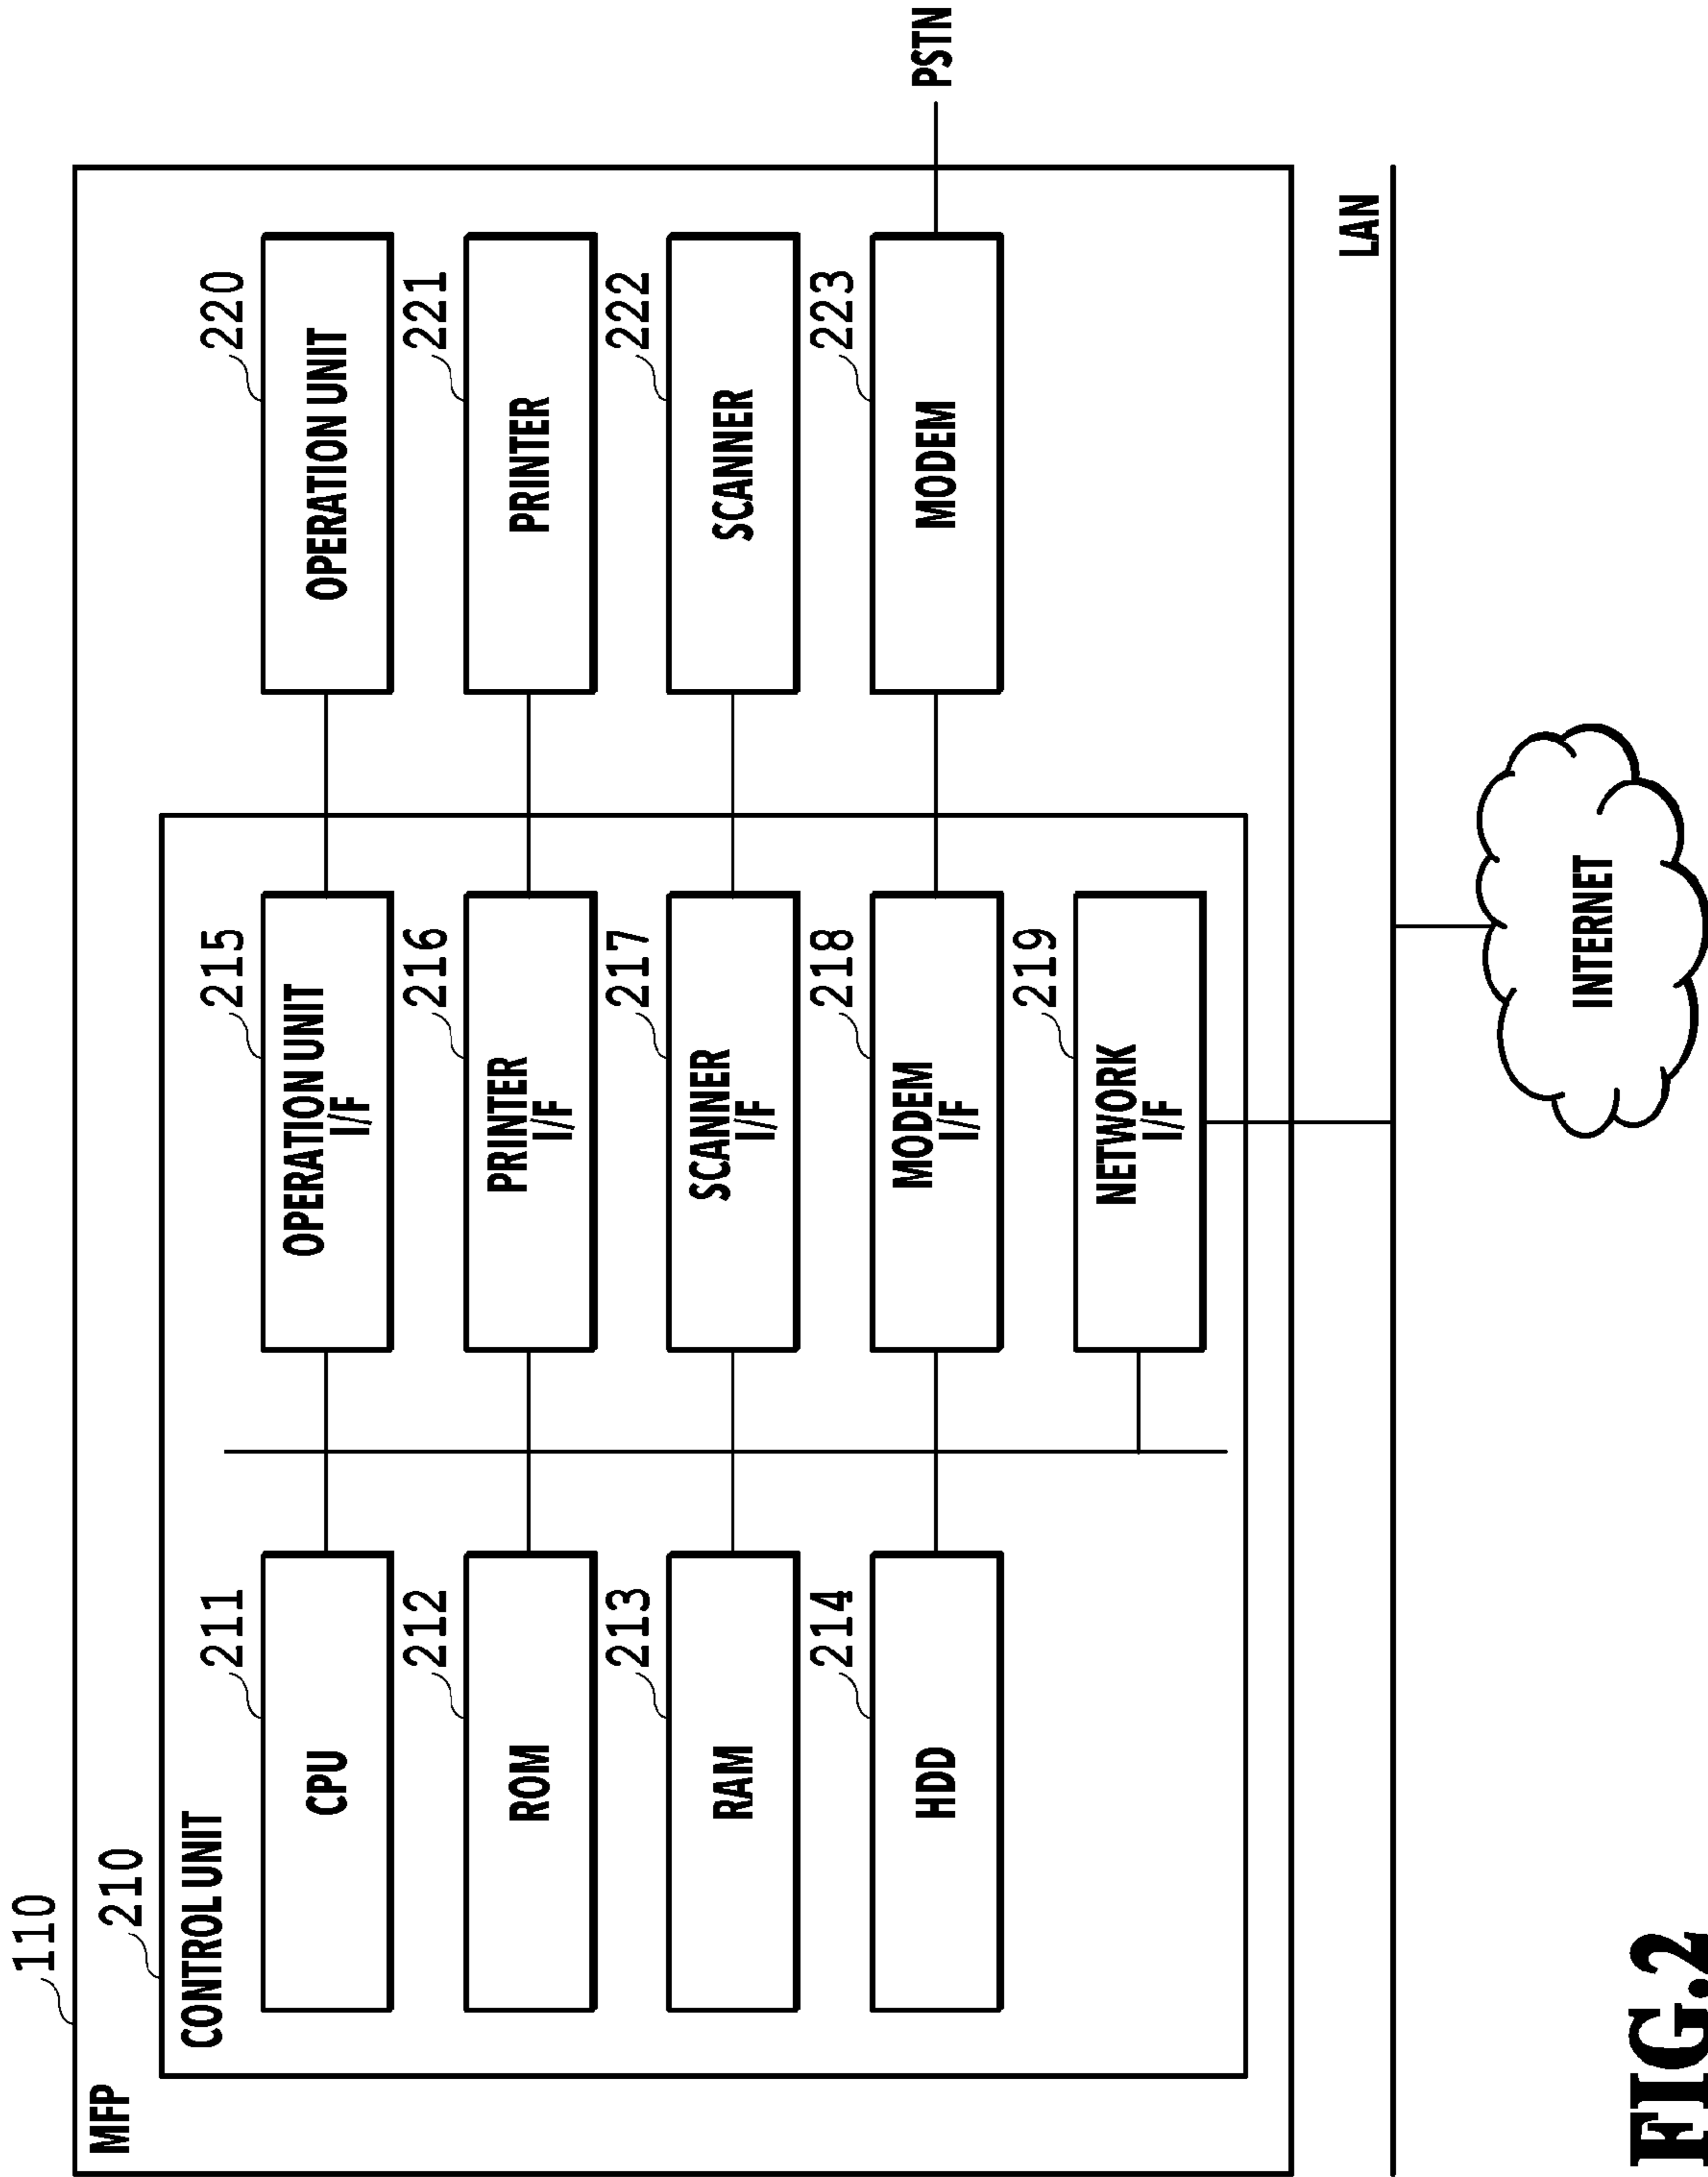 110
MFP
210
CONTROL UNIT
211
CPU
215
OPERATION UNIT
I/F
220
OPERATION UNIT
212
ROM
216
PRINTER
I/F
221
PRINTER
213
RAM
217
SCANNER
I/F
222
SCANNER
214
HDD
218
MODEM
I/F
223
MODEM
PSTN
219
NETWORK
I/F
LAN
INTERNET
FIG.2